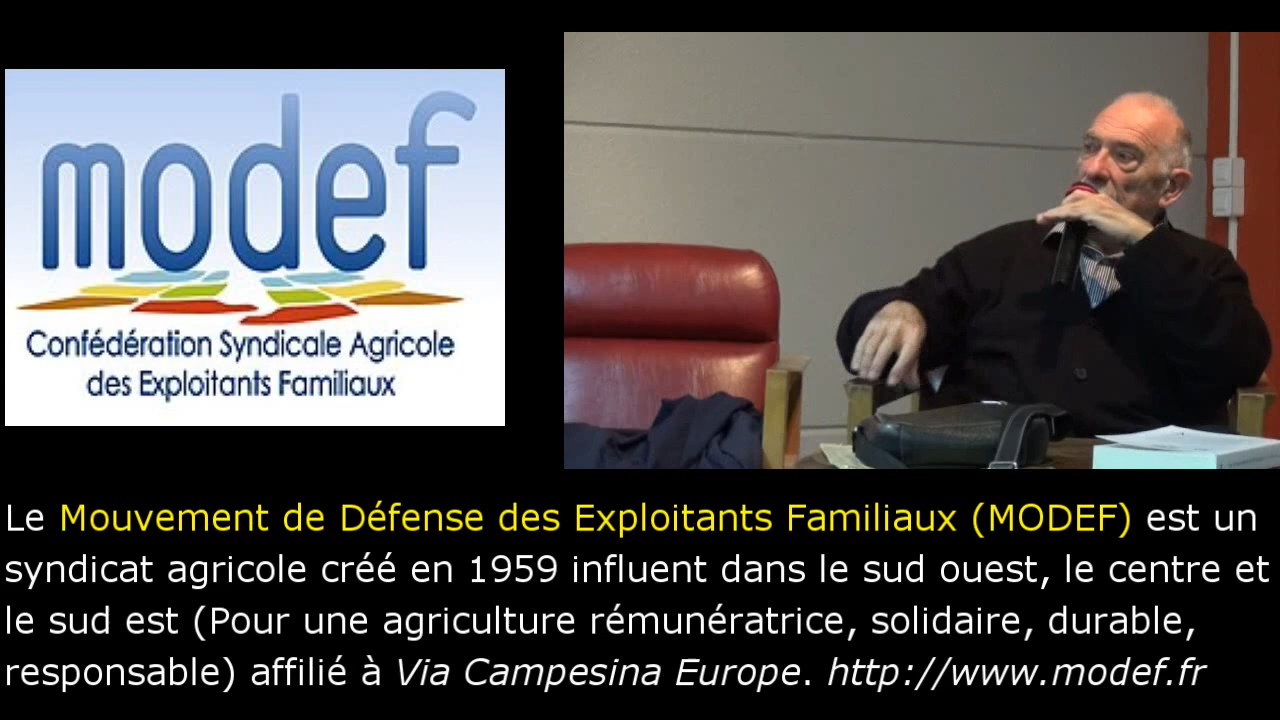 modef
Confédération Syndicale Agricole
des Exploitants Familiaux
Le Mouvement de Défense des Exploitants Familiaux (MODEF) est un
syndicat agricole créé en 1959 influent dans le sud ouest, le centre et
le sud est (Pour une agriculture rémunératrice, solidaire, durable,
responsable) affilié à Via Campesina Europe. http://www.modef.fr